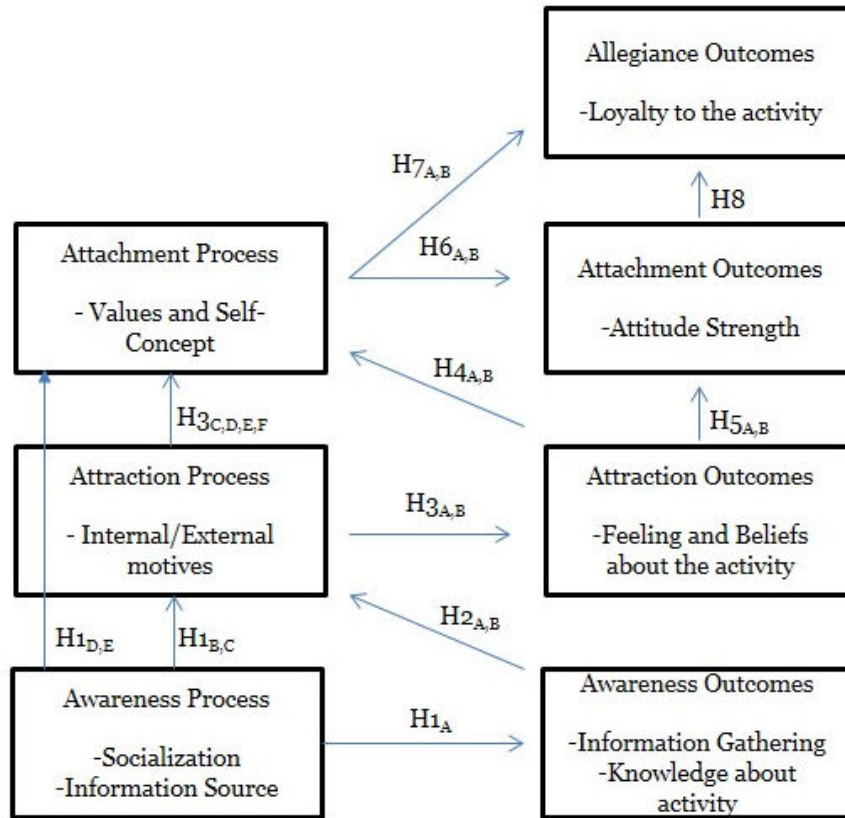 Allegiance Outcomes
-Loyalty to the activity
H7A,B
H8
Attachment Process
- Values and Self-
Concept
H6A,B
Attachment Outcomes
-Attitude Strength
H4A,B
H3C,D,E,F
H5A,B
Attraction Process
- Internal/External
motives
H3A,B
Attraction Outcomes
-Feeling and Beliefs
about the activity
H2A,B
H1D,E
H1B,C
Awareness Process
-Socialization
-Information Source
H1A
Awareness Outcomes
-Information Gathering
-Knowledge about
activity